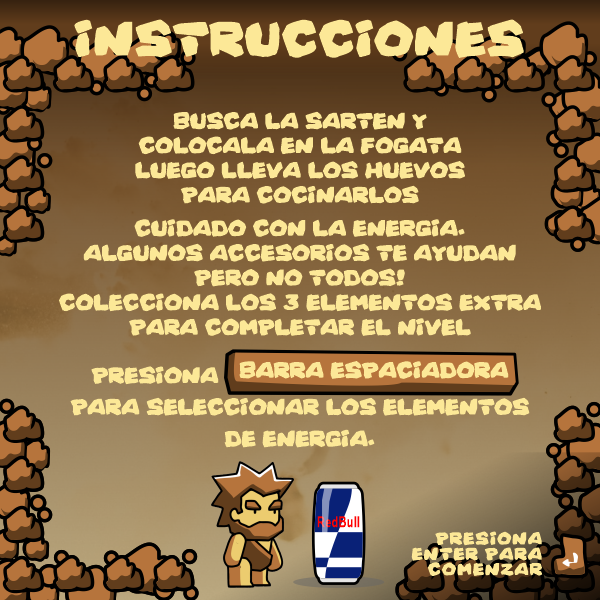 INSTRUCCIONES
BUSCA LA SARTEN Y
COLOCALA EN LA FOGATA
LUEGO LLEVA LOS HUEVOS
PARA COCINARLOS
CUIDADO CON LA ENERGIA.
ALGUNOS ACCESORIOS TE AYUDAN
PERO NO TODOS!
COLECCIONA LOS 3 ELEMENTOS EXTRA
PARA COMPLETAR EL NIVEL
PRESIONA BARRA ESPACIADORA
PARA SELECCIONAR LOS ELEMENTOS
DE ENERGIA.
RedBull
PRESIONA
ENTER PARA
COMENZAR